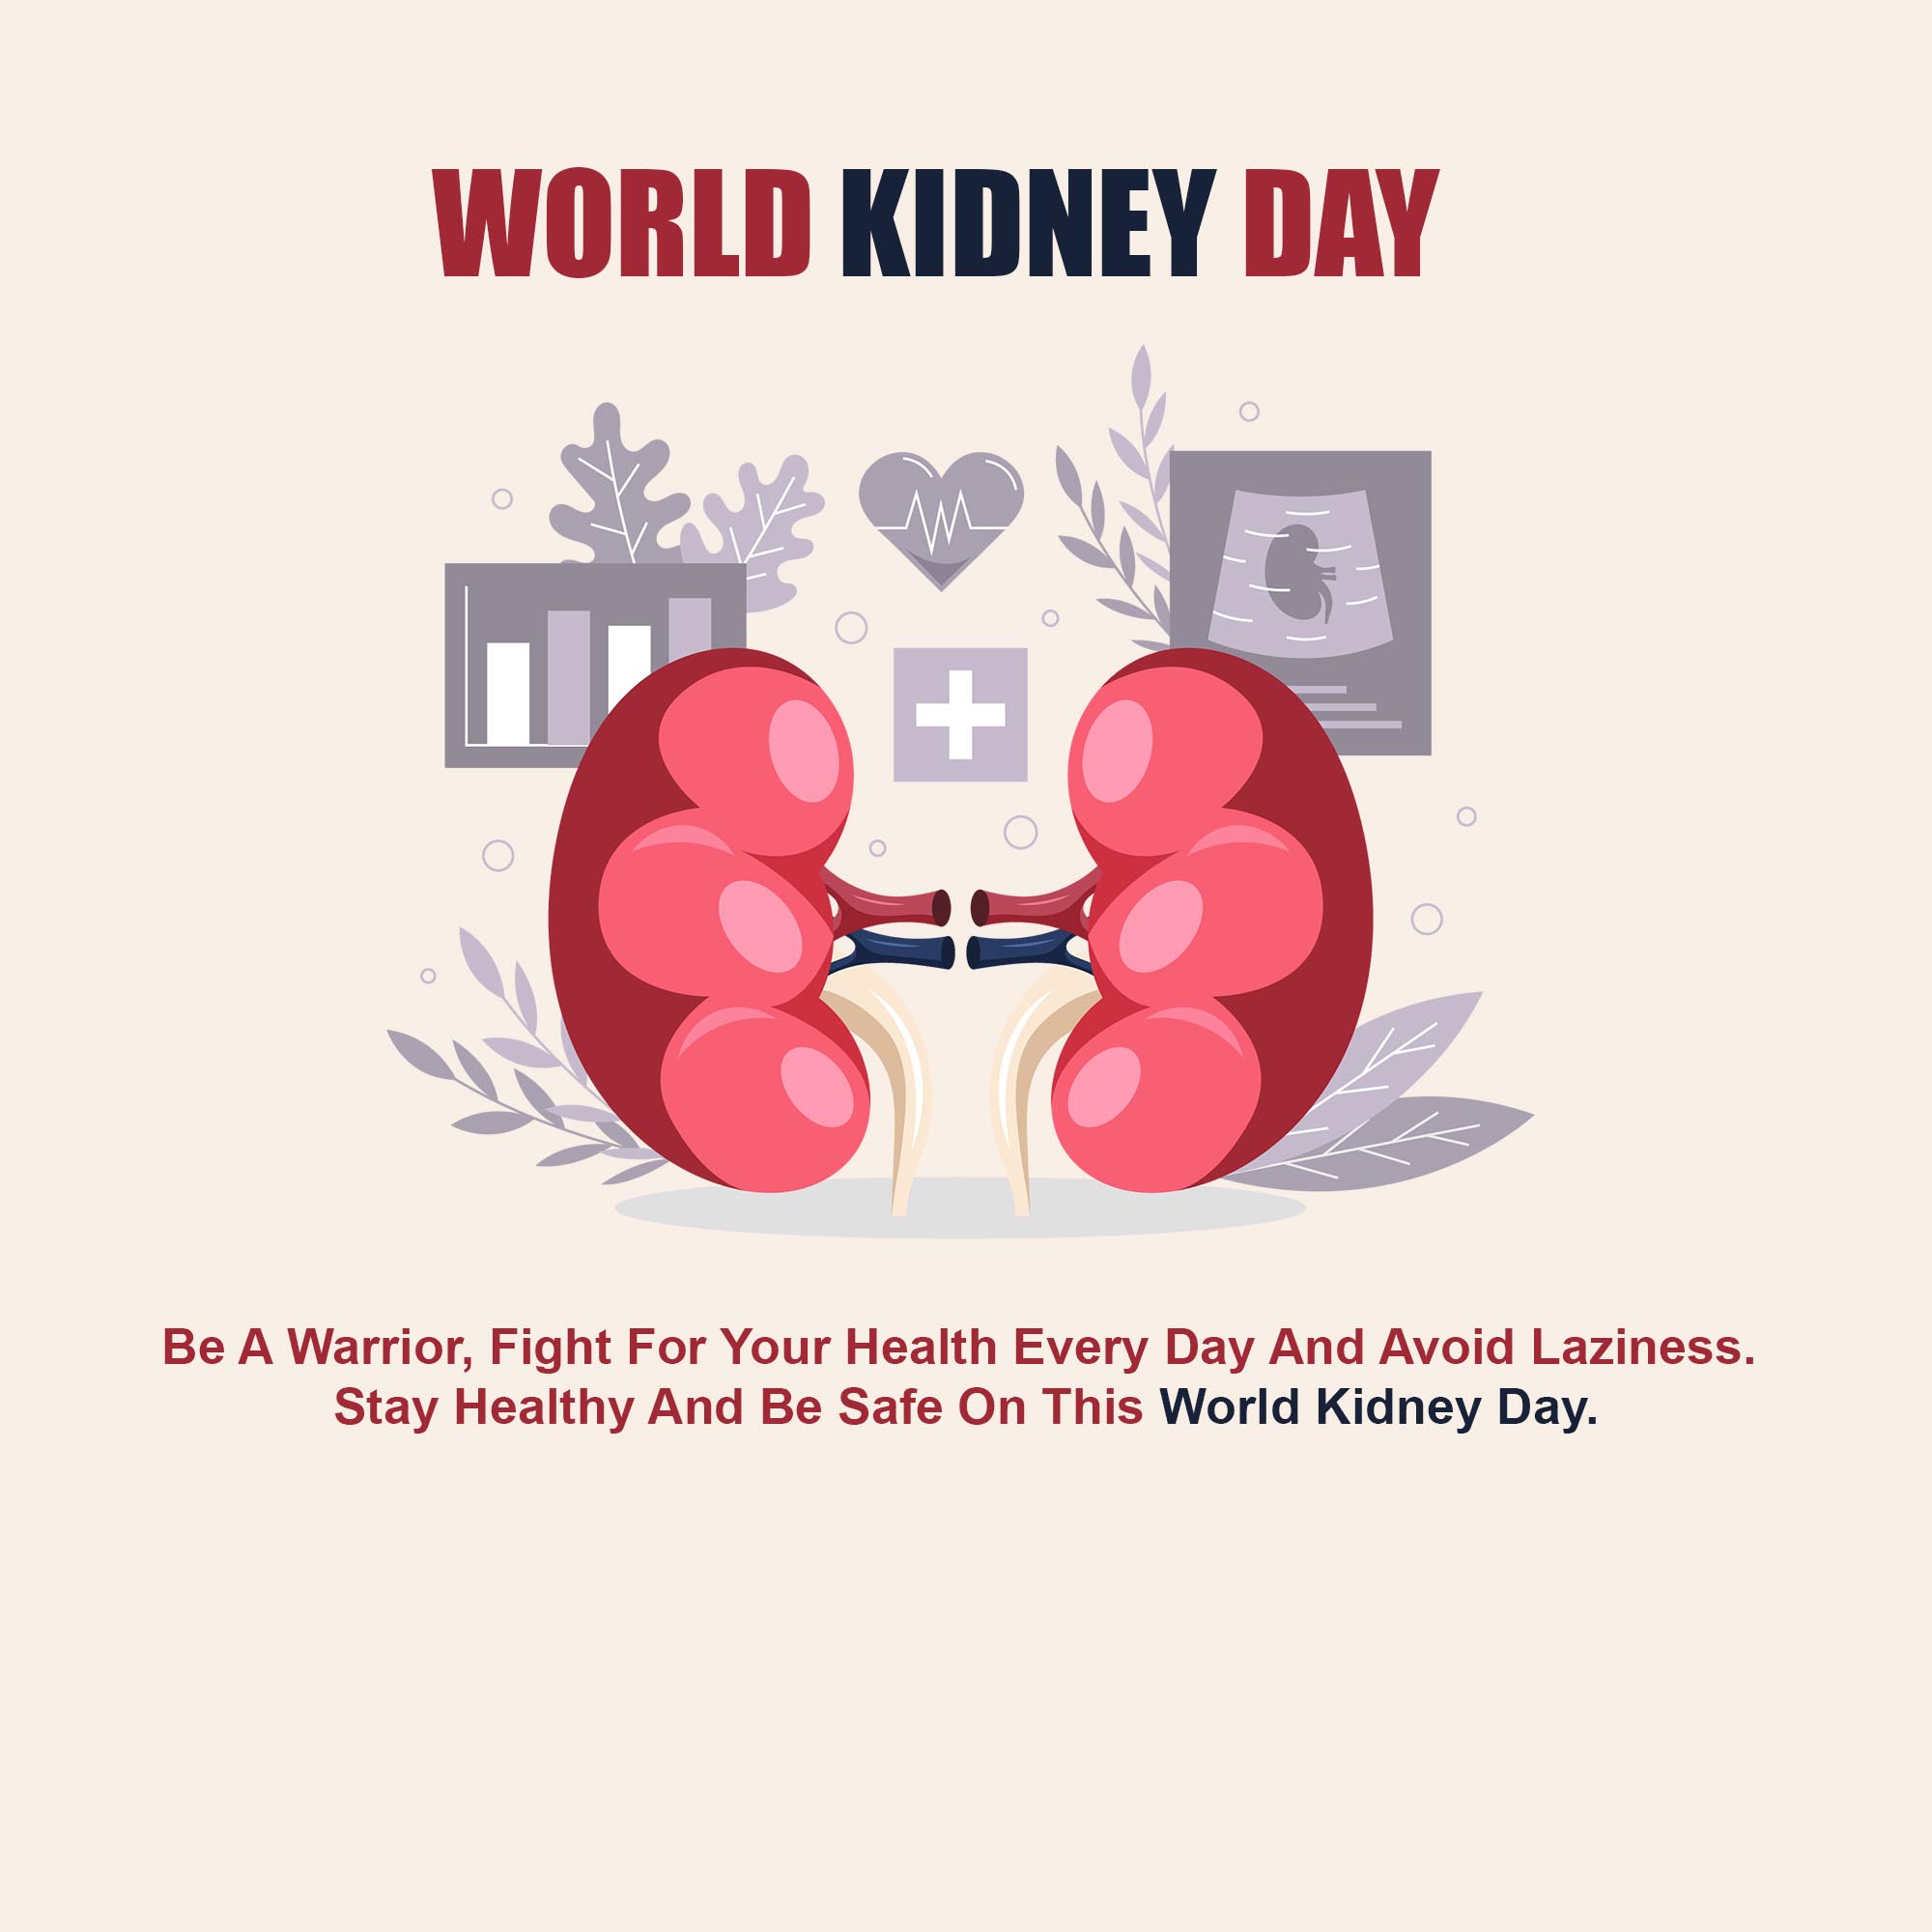 WORLD KIDNEY DAY
Be A Warrior, Fight For Your Health Every Day And Avoid Laziness.
Stay Healthy And Be Safe On This World Kidney Day.